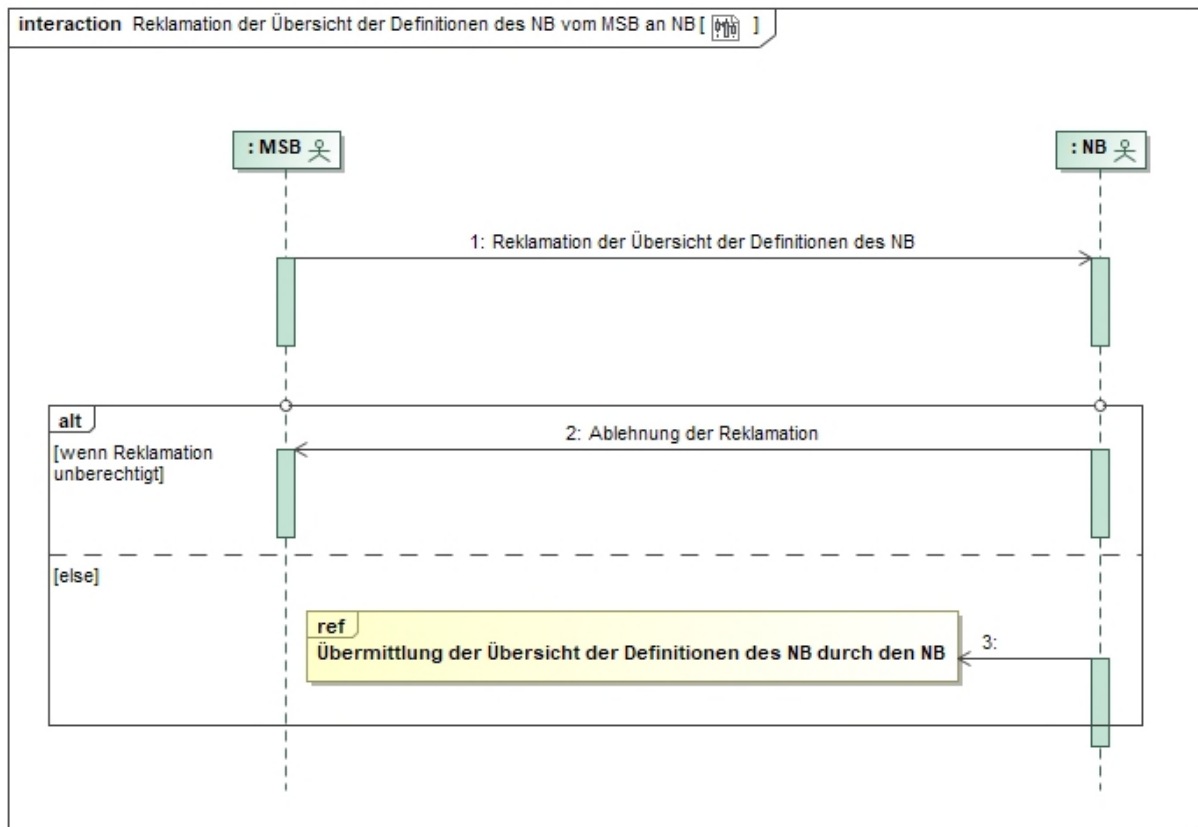 interaction Reklamation der Übersicht der Definitionen des NB vom MSB an NB [ ]
: MSB
: NB
1: Reklamation der Übersicht der Definitionen des NB
alt
[wenn Reklamation
unberechtigt]
2: Ablehnung der Reklamation
[else]
ref
Übermittlung der Übersicht der Definitionen des NB durch den NB
3: